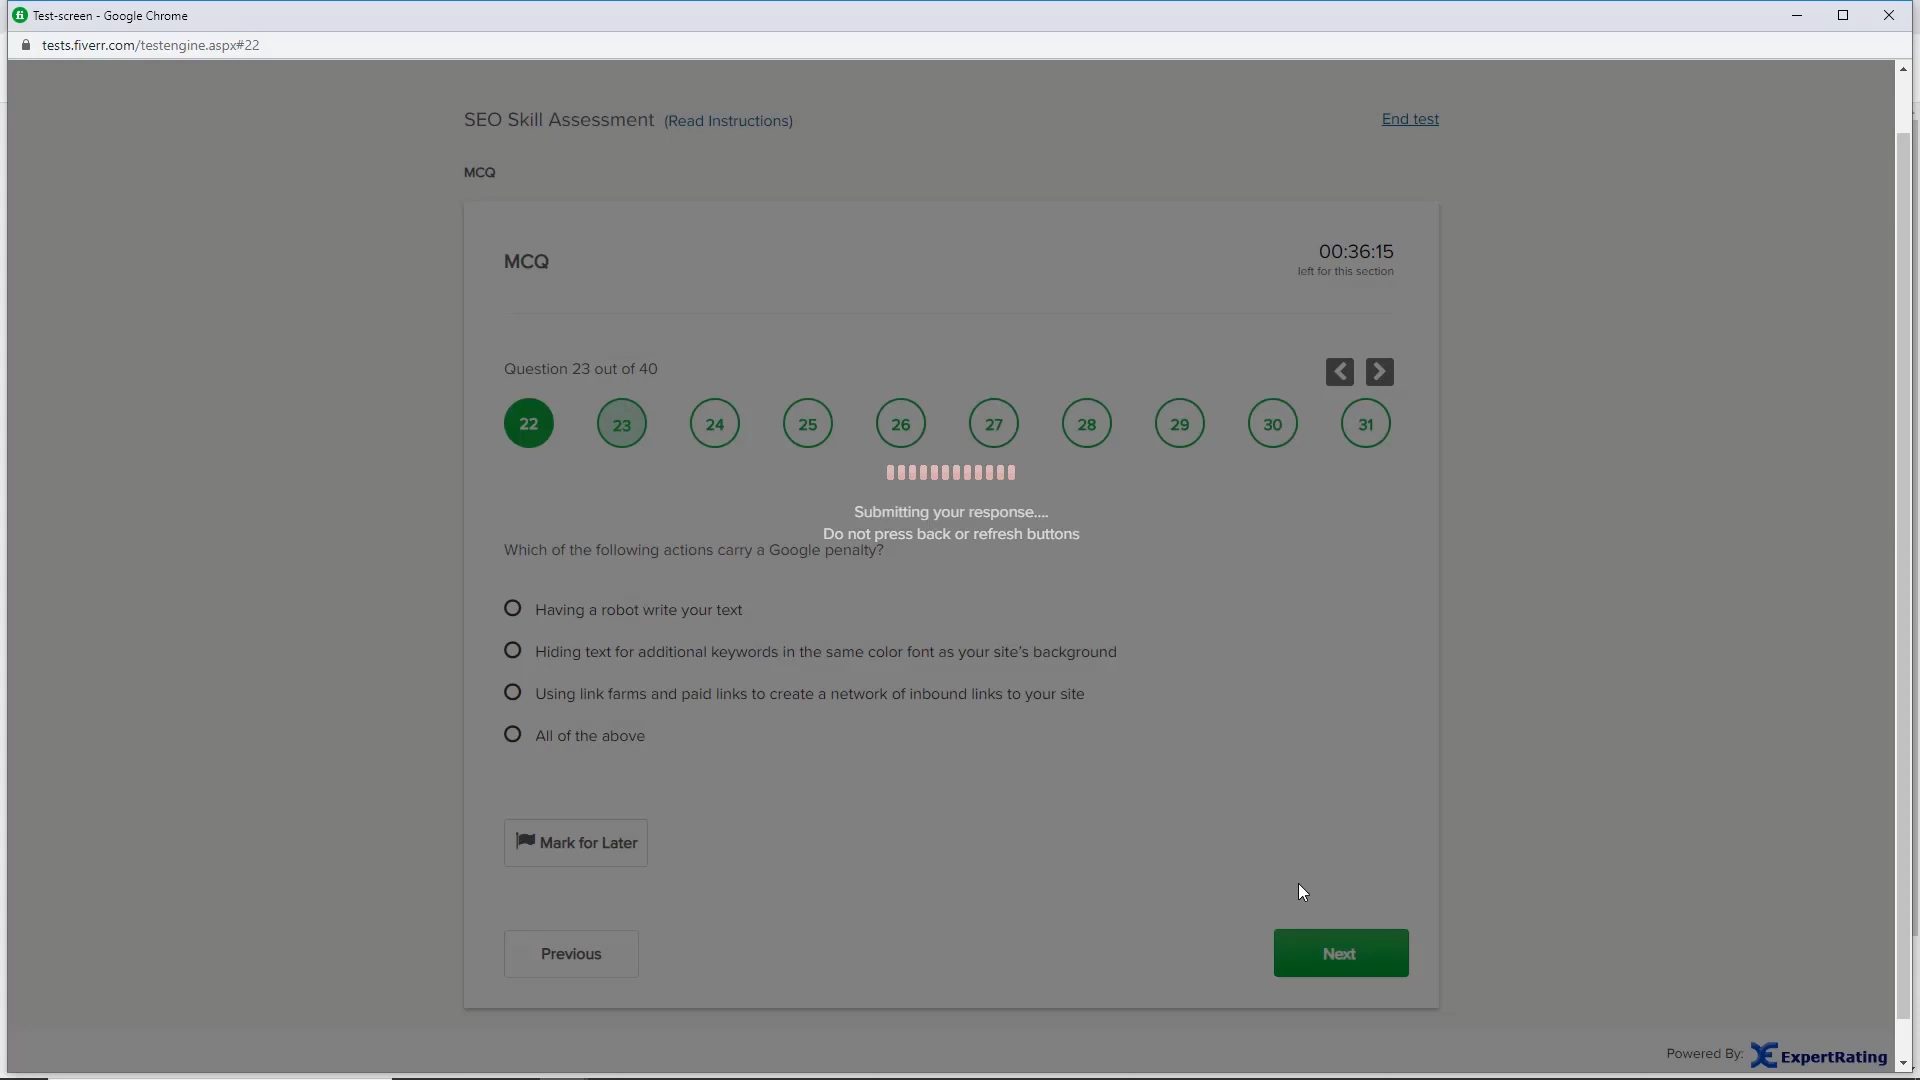 Test-screen - Google Chrome
tests.fiverr.com/testengine.aspx#22
SEO Skill Assessment (Read Instructions)
End test
MCQ
MCQ
00:36:15
left for this section
Question 23 out of 40
22 23 24 25 26 27 28 29 30 31
Submitting your response....
Do not press back or refresh buttons
Which of the following actions carry a Google penalty?
Having a robot write your text
Hiding text for additional keywords in the same color font as your site's background
Using link farms and paid links to create a network of inbound links to your site
All of the above
Mark for Later
Previous
Next
Powered By: ExpertRating